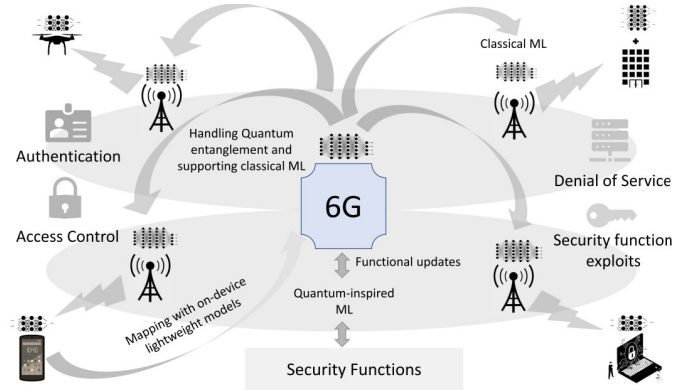 Classical ML
Handling Quantum
entanglement and
supporting classical ML
Authentication
6G
Denial of Service
Access Control
Security function
exploits
Functional updates
Mapping with on-device
lightweight models
Quantum-inspired
ML
Security Functions